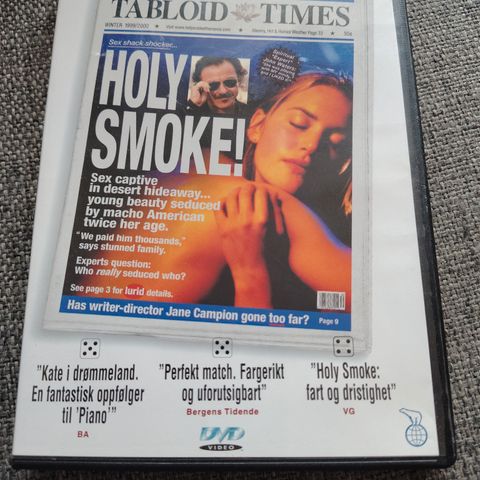 TABLOID TIMES
WINTER 1999/2000
Sex shack shocker...
HOLY
SMOKE!
Sex captive
in desert hideaway...
young beauty seduced
by macho American
twice her age.
"We paid him thousands,"
says stunned family.
Experts question:
Who really seduced who?
See page 3 for lurid details.
Has writer-director Jane Campion gone too far? Page 9
"Kate i drømmeland.
En fantastisk oppfølger
til 'Piano'"
BA
"Perfekt match. Fargerikt
og uforutsigbart"
Bergens Tidende
"Holy Smoke:
fart og dristighet"
VG
DVD
VIDEO